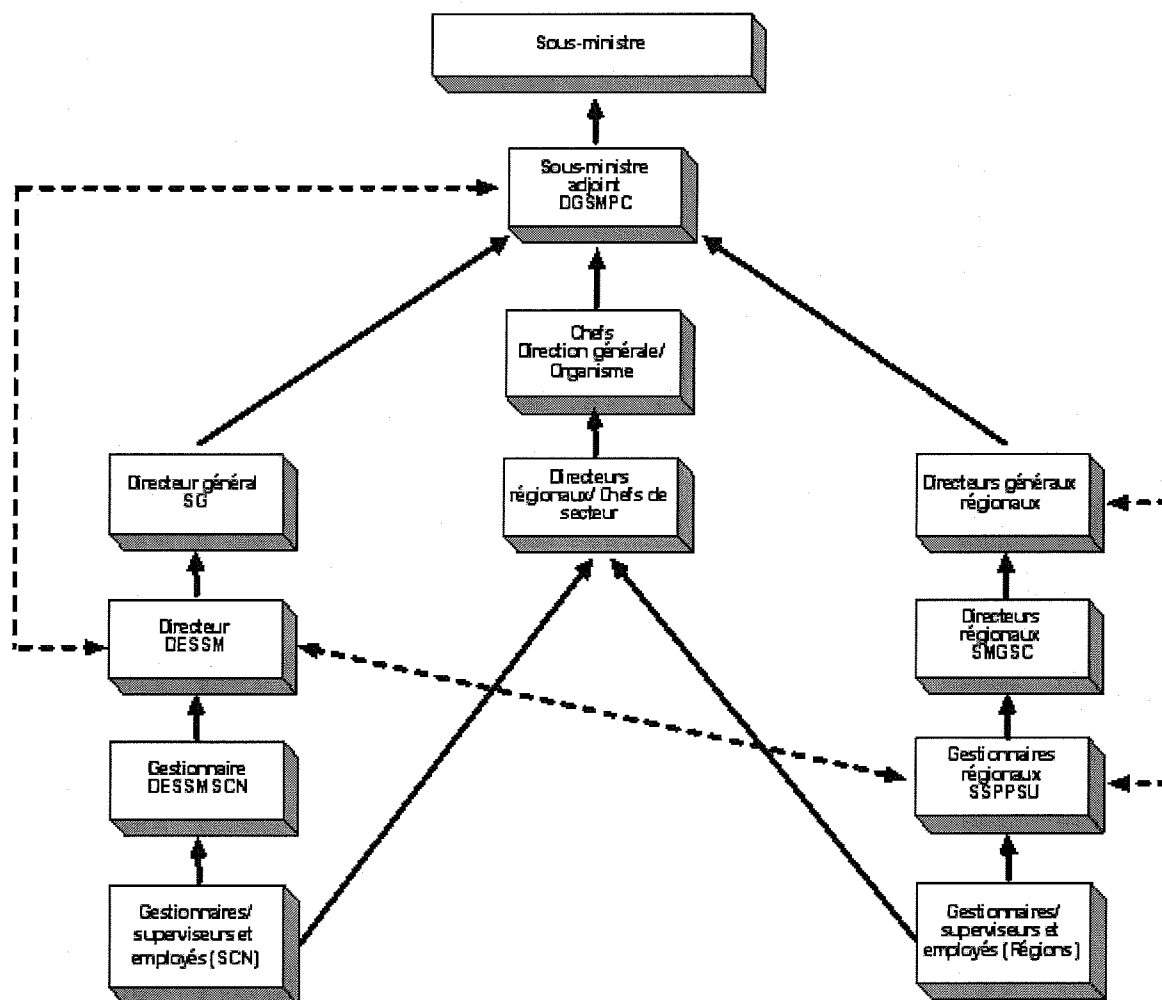 Sous-ministre
Sous-ministre
adjoint
DGSMPC
Chefs
Direction générale/
Organisme
Directeur général
SG
Directeurs
régionaux/ Chefs de
secteur
Directeurs généraux
régionaux
Directeur
DESSM
Directeurs
régionaux
SMGSC
Gestionnaire
DESSMSCN
Gestionnaires
régionaux
SSPPSU
Gestionnaires/
superviseurs et
employés (SCN)
Gestionnaires/
superviseurs et
employés (Régions)